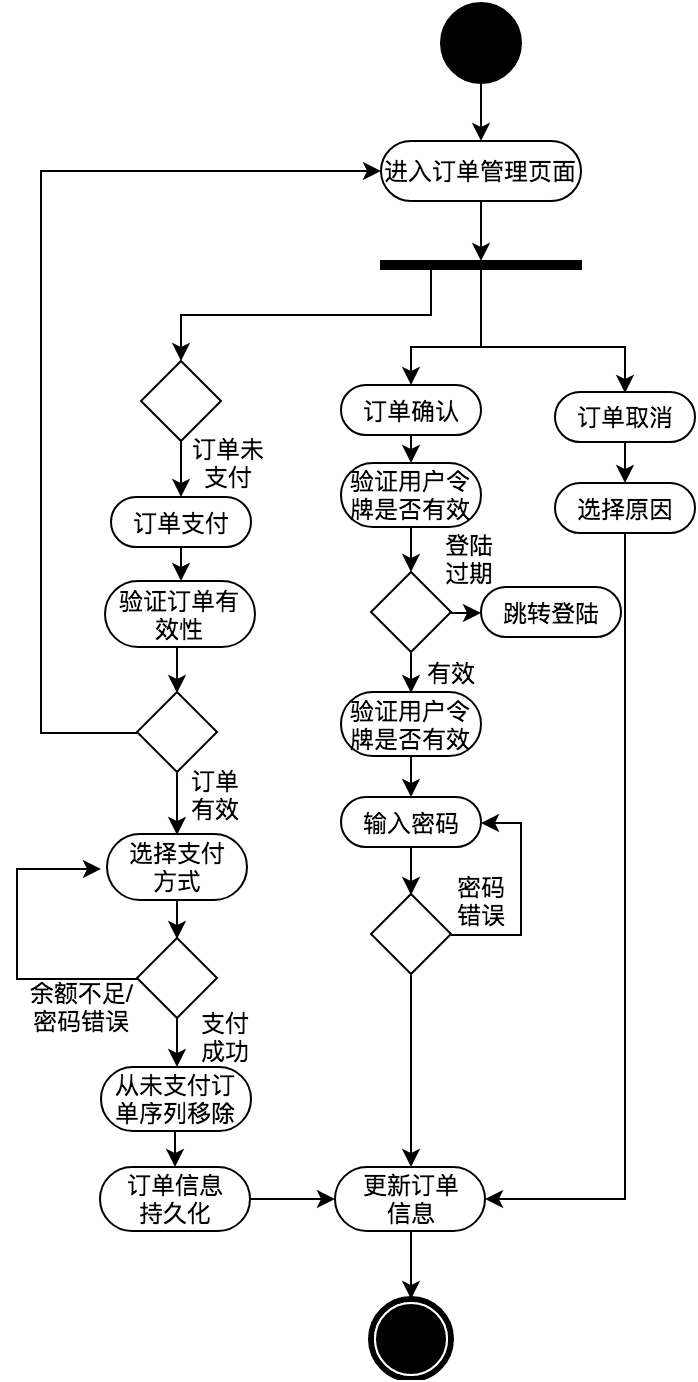 进入订单管理页面
订单确认
订单取消
订单未
支付
验证用户令
牌是否有效
选择原因
订单支付
登陆
过期
验证订单有
效性
跳转登陆
有效
验证用户令
牌是否有效
订单
有效
输入密码
选择支付
方式
密码
错误
余额不足/
密码错误
支付
成功
从未支付订
单序列移除
订单信息
持久化
更新订单
信息